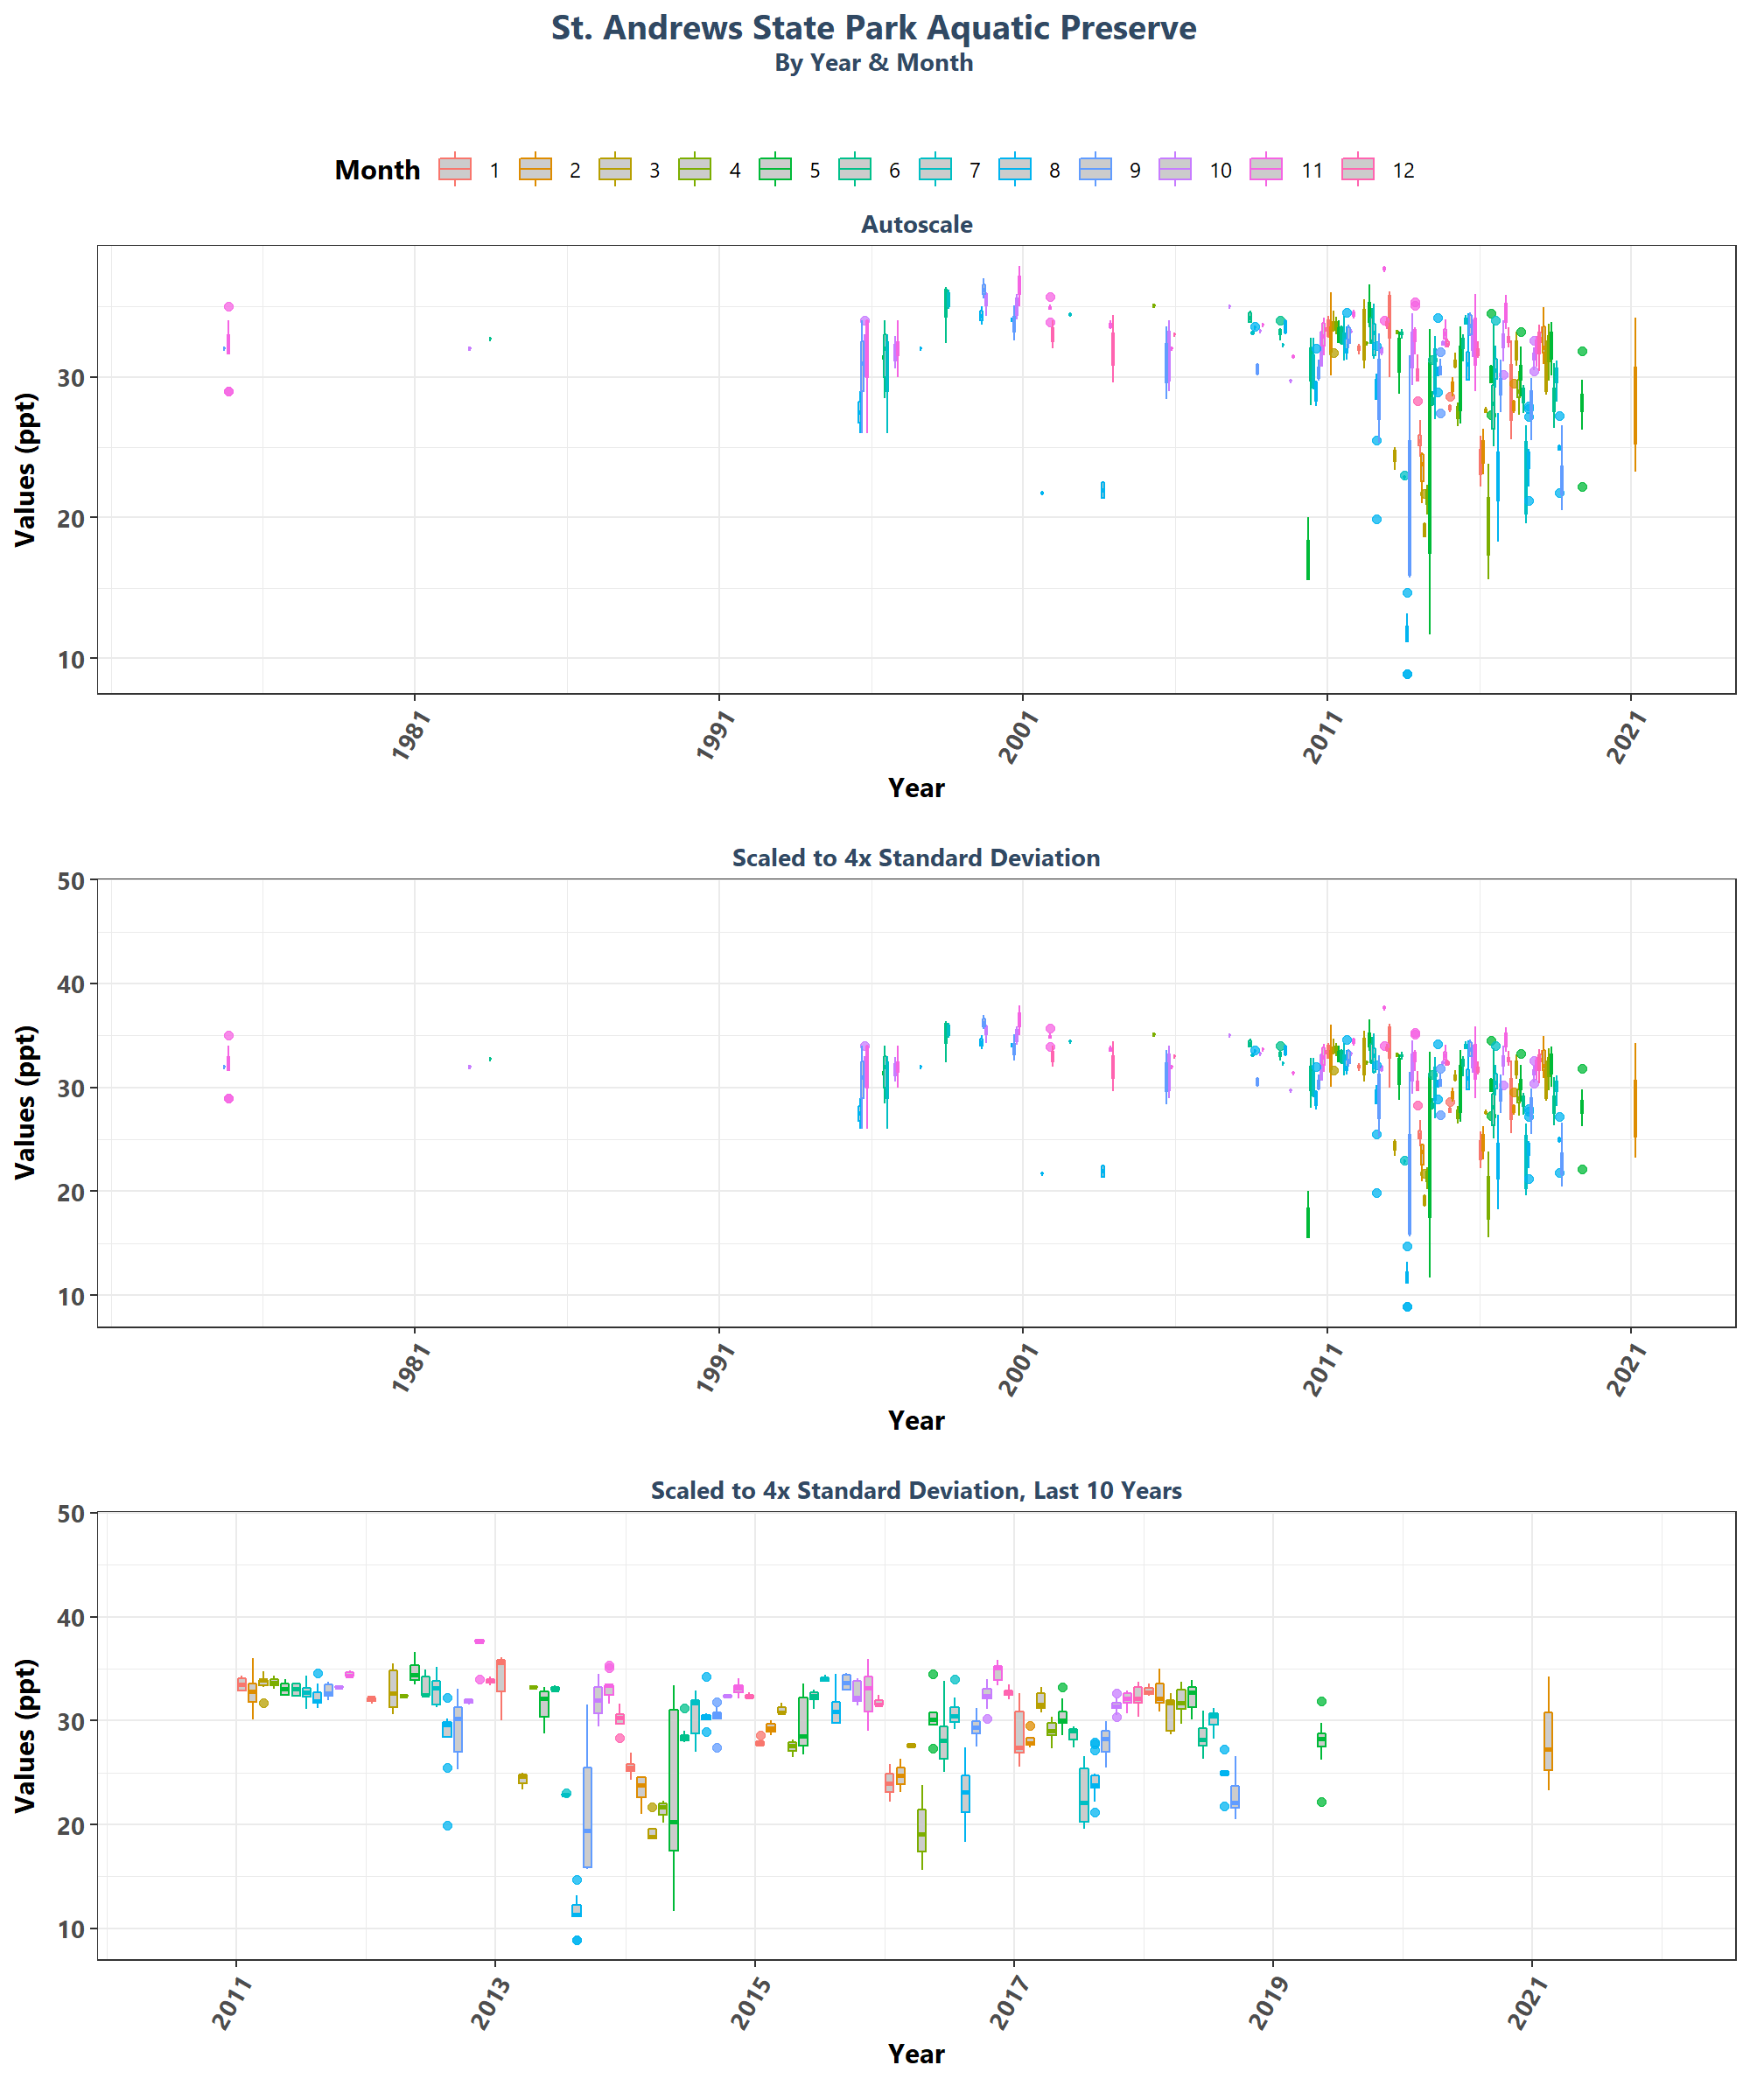 St. Andrews State Park Aquatic Preserve
By Year & Month
Month 1 2 3 4 5 6 7 8 9 10 11 12
Autoscale
Values (ppt)
30
20
10
1981 1991 2001 2011 2021
Year
Scaled to 4x Standard Deviation
Values (ppt)
50
40
30
20
10
1981 1991 2001 2011 2021
Year
Scaled to 4x Standard Deviation, Last 10 Years
Values (ppt)
50
40
30
20
10
2011 2013 2015 2017 2019 2021
Year